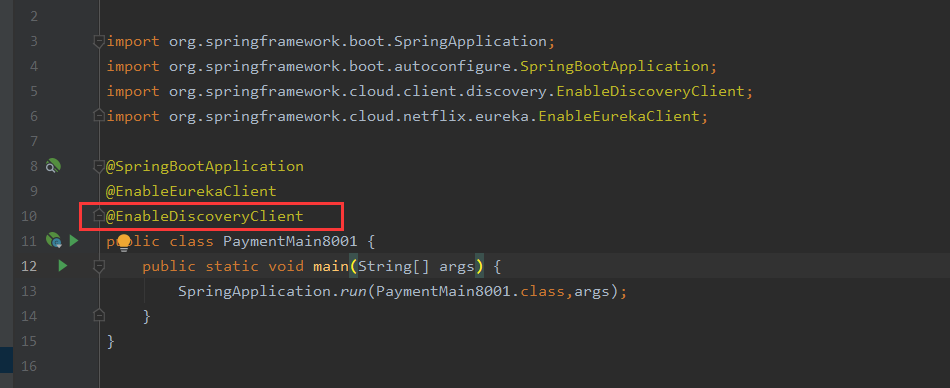 2
3 import org.springframework.boot.SpringApplication;
4 import org.springframework.boot.autoconfigure.SpringBootApplication;
5 import org.springframework.cloud.client.discovery.EnableDiscoveryClient;
6 import org.springframework.cloud.netflix.eureka.EnableEurekaClient;
7
8 @SpringBootApplication
9 @EnableEurekaClient
10 @EnableDiscoveryClient
11 public class PaymentMain8001 {
12 public static void main(String[] args) {
13 SpringApplication.run(PaymentMain8001.class,args);
14 }
15 }
16